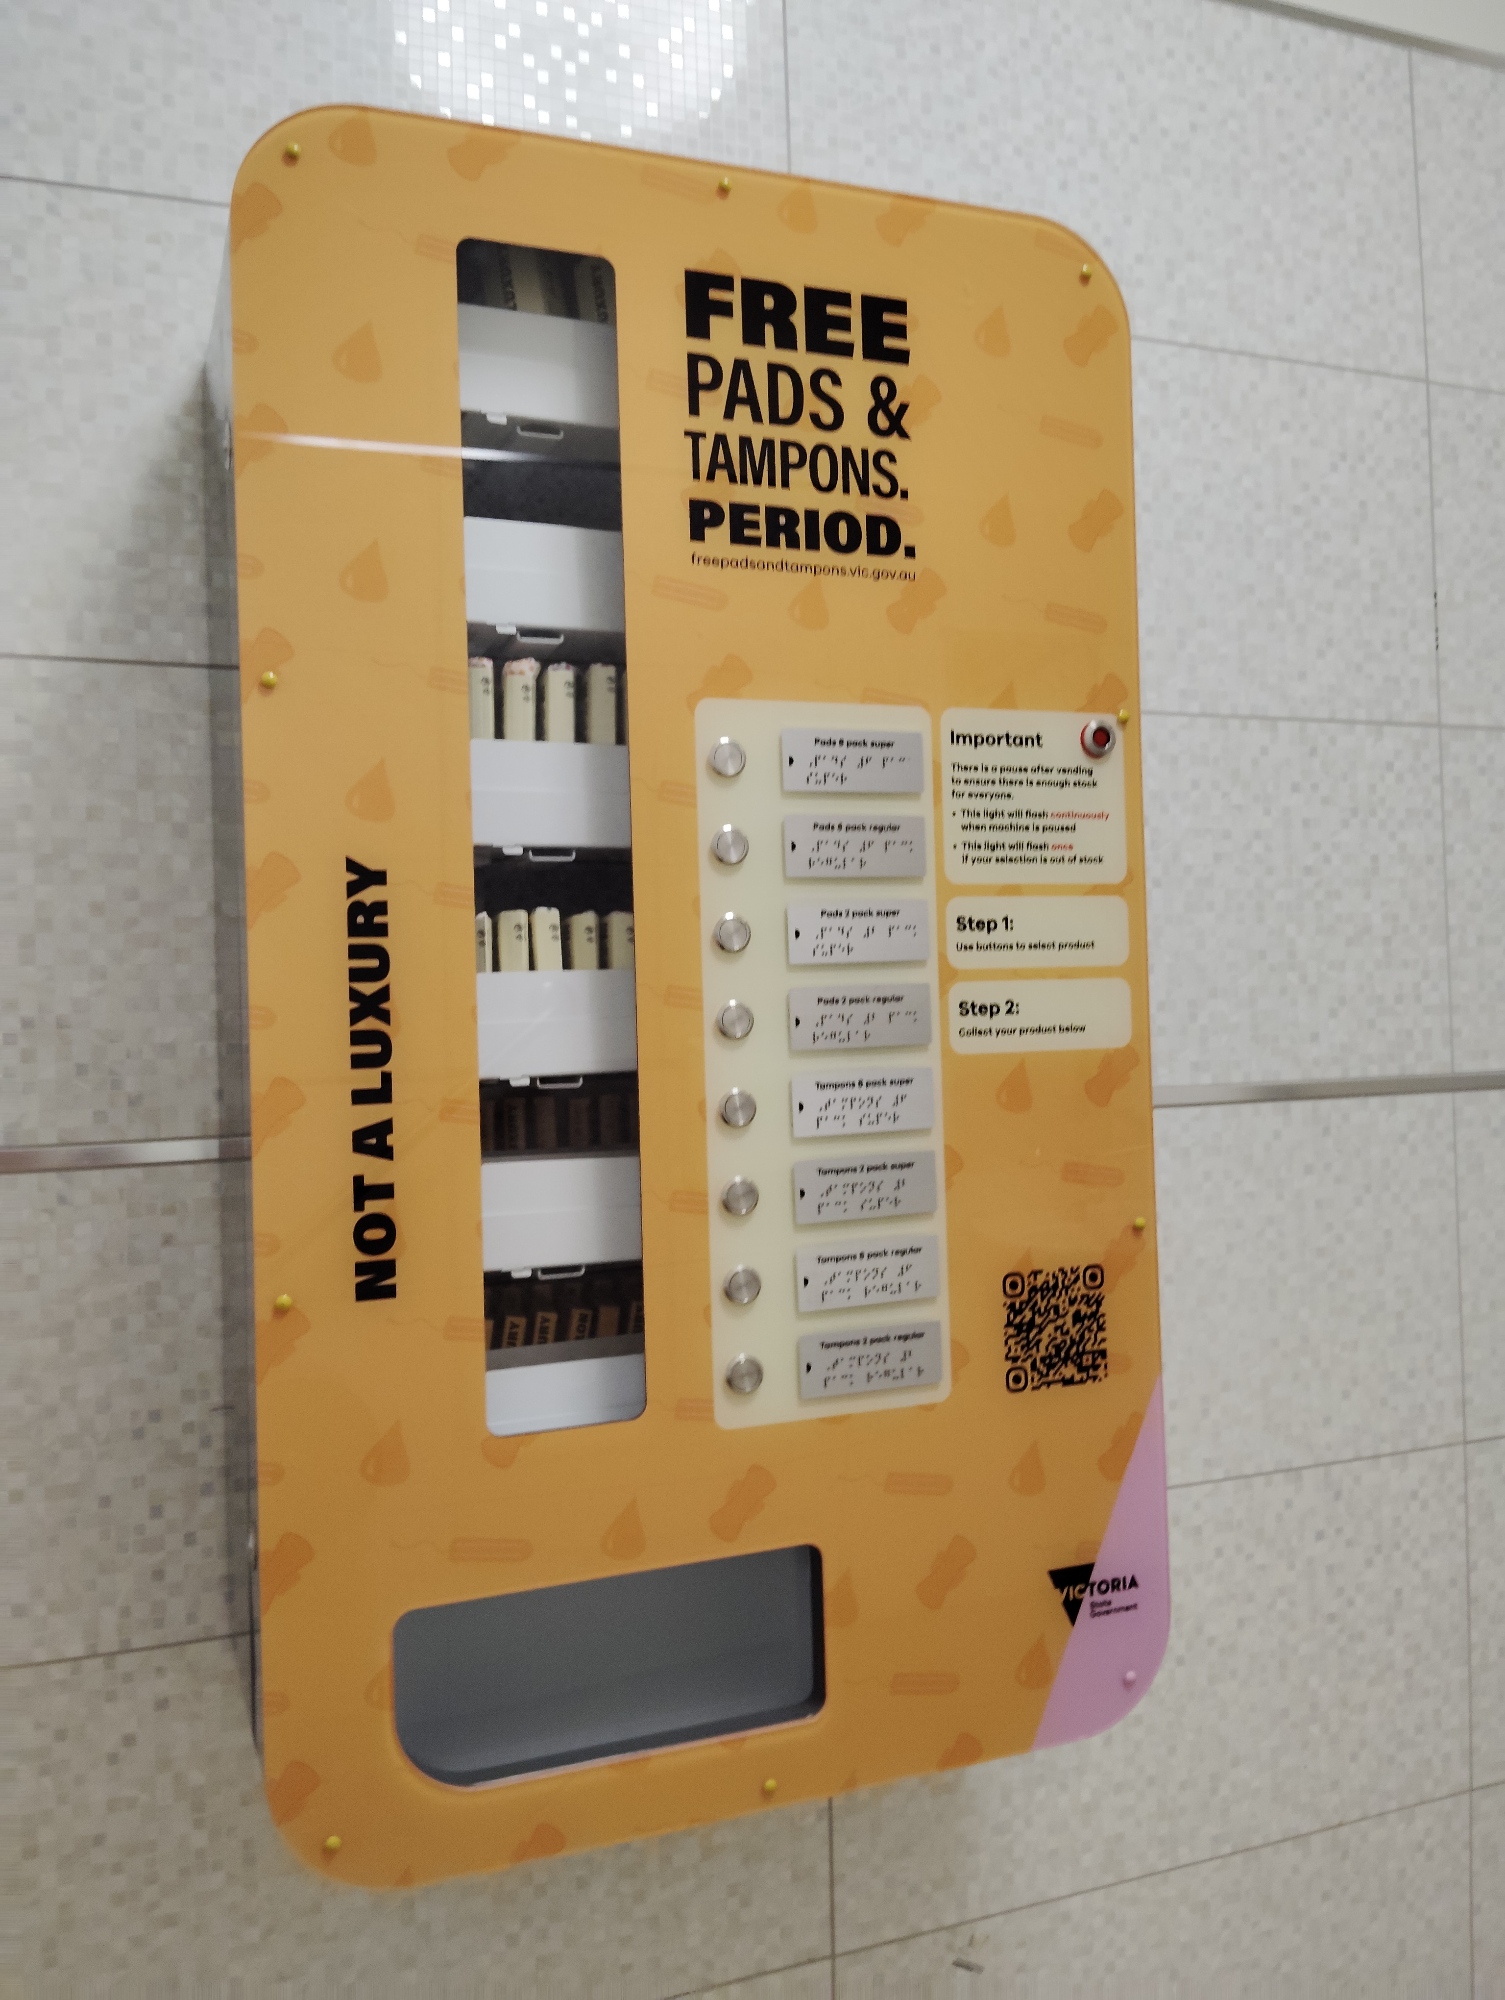 FREE
PADS &
TAMPONS.
PERIOD.
freepadsandtampons.vic.gov.au
NOT A LUXURY
Pads 8 pack super
Pads 8 pack regular
Pads 2 pack super
Pads 2 pack regular
Tampons 8 pack super
Tampons 2 pack super
Tampons 8 pack regular
Tampons 2 pack regular
Important
There is a pause after vending
to ensure there is enough stock
for everyone.
• This light will flash continuously
when machine is paused
• This light will flash once
if your selection is out of stock
Step 1:
Use buttons to select product
Step 2:
Collect your product below
VICTORIA
State
Government